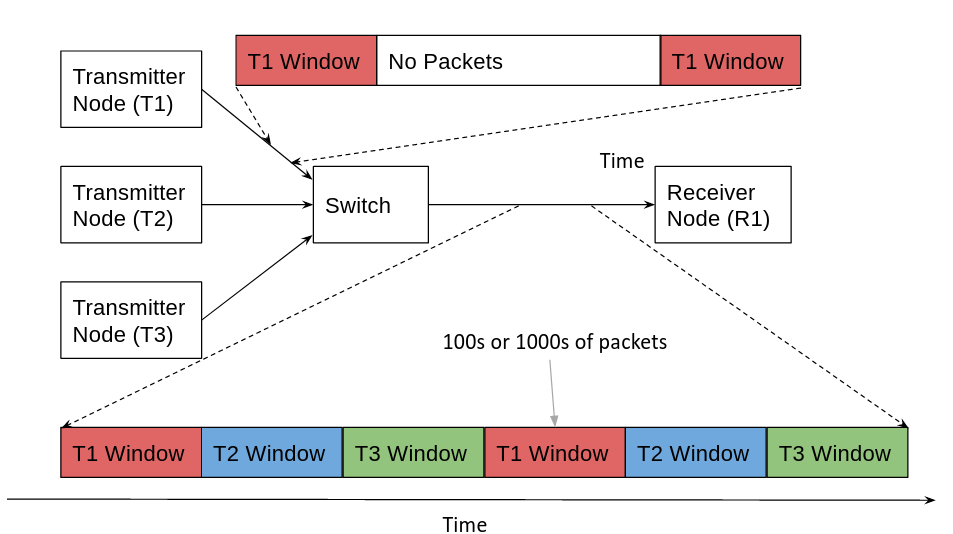 T1 Window
No Packets
T1 Window
Transmitter
Node (T1)
Time
Transmitter
Node (T2)
Switch
Receiver
Node (R1)
Transmitter
Node (T3)
100s or 1000s of packets
T1 Window
T2 Window
T3 Window
T1 Window
T2 Window
T3 Window
Time